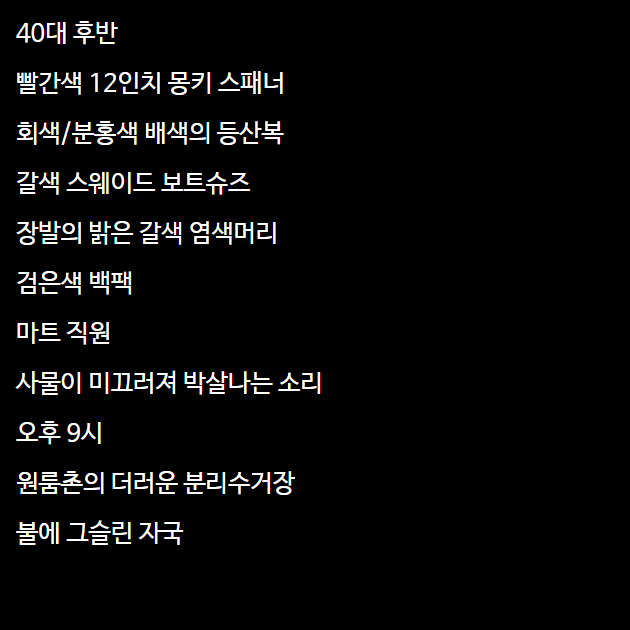 40대 후반
빨간색 12인치 몽키 스패너
회색/분홍색 배색의 등산복
갈색 스웨이드 보트슈즈
장발의 밝은 갈색 염색머리
검은색 백팩
마트 직원
사물이 미끄러져 박살나는 소리
오후 9시
원룸촌의 더러운 분리수거장
불에 그슬린 자국